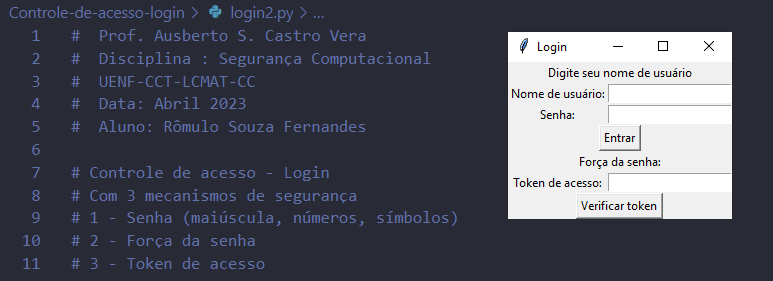 Controle-de-acesso-login > login2.py > ...
1 # Prof. Ausberto S. Castro Vera
2 # Disciplina : Segurança Computacional
3 # UENF-CCT-LCMAT-CC
4 # Data: Abril 2023
5 # Aluno: Rômulo Souza Fernandes
6
7 # Controle de acesso - Login
8 # Com 3 mecanismos de segurança
9 # 1 - Senha (maiúscula, números, símbolos)
10 # 2 - Força da senha
11 # 3 - Token de acesso
Login
Digite seu nome de usuário
Nome de usuário:
Senha:
Entrar
Força da senha:
Token de acesso:
Verificar token